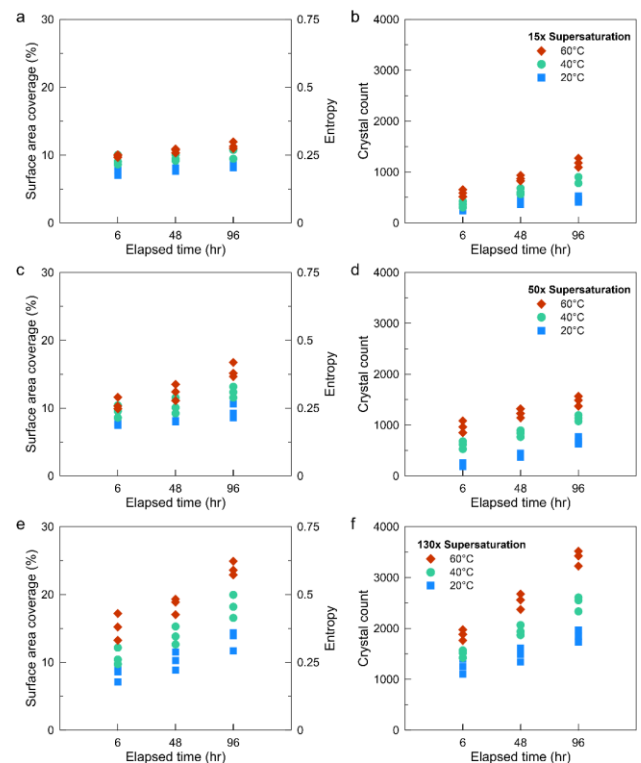 a
30
20
10
0
Surface area coverage (%)
0.75
0.5
0.25
0
Entropy
6 48 96
Elapsed time (hr)
b
4000
3000
2000
1000
0
Crystal count
15x Supersaturation
60°C
40°C
20°C
6 48 96
Elapsed time (hr)
c
30
20
10
0
Surface area coverage (%)
0.75
0.5
0.25
0
Entropy
6 48 96
Elapsed time (hr)
d
4000
3000
2000
1000
0
Crystal count
50x Supersaturation
60°C
40°C
20°C
6 48 96
Elapsed time (hr)
e
30
20
10
0
Surface area coverage (%)
0.75
0.5
0.25
0
Entropy
6 48 96
Elapsed time (hr)
f
4000
3000
2000
1000
0
Crystal count
130x Supersaturation
60°C
40°C
20°C
6 48 96
Elapsed time (hr)